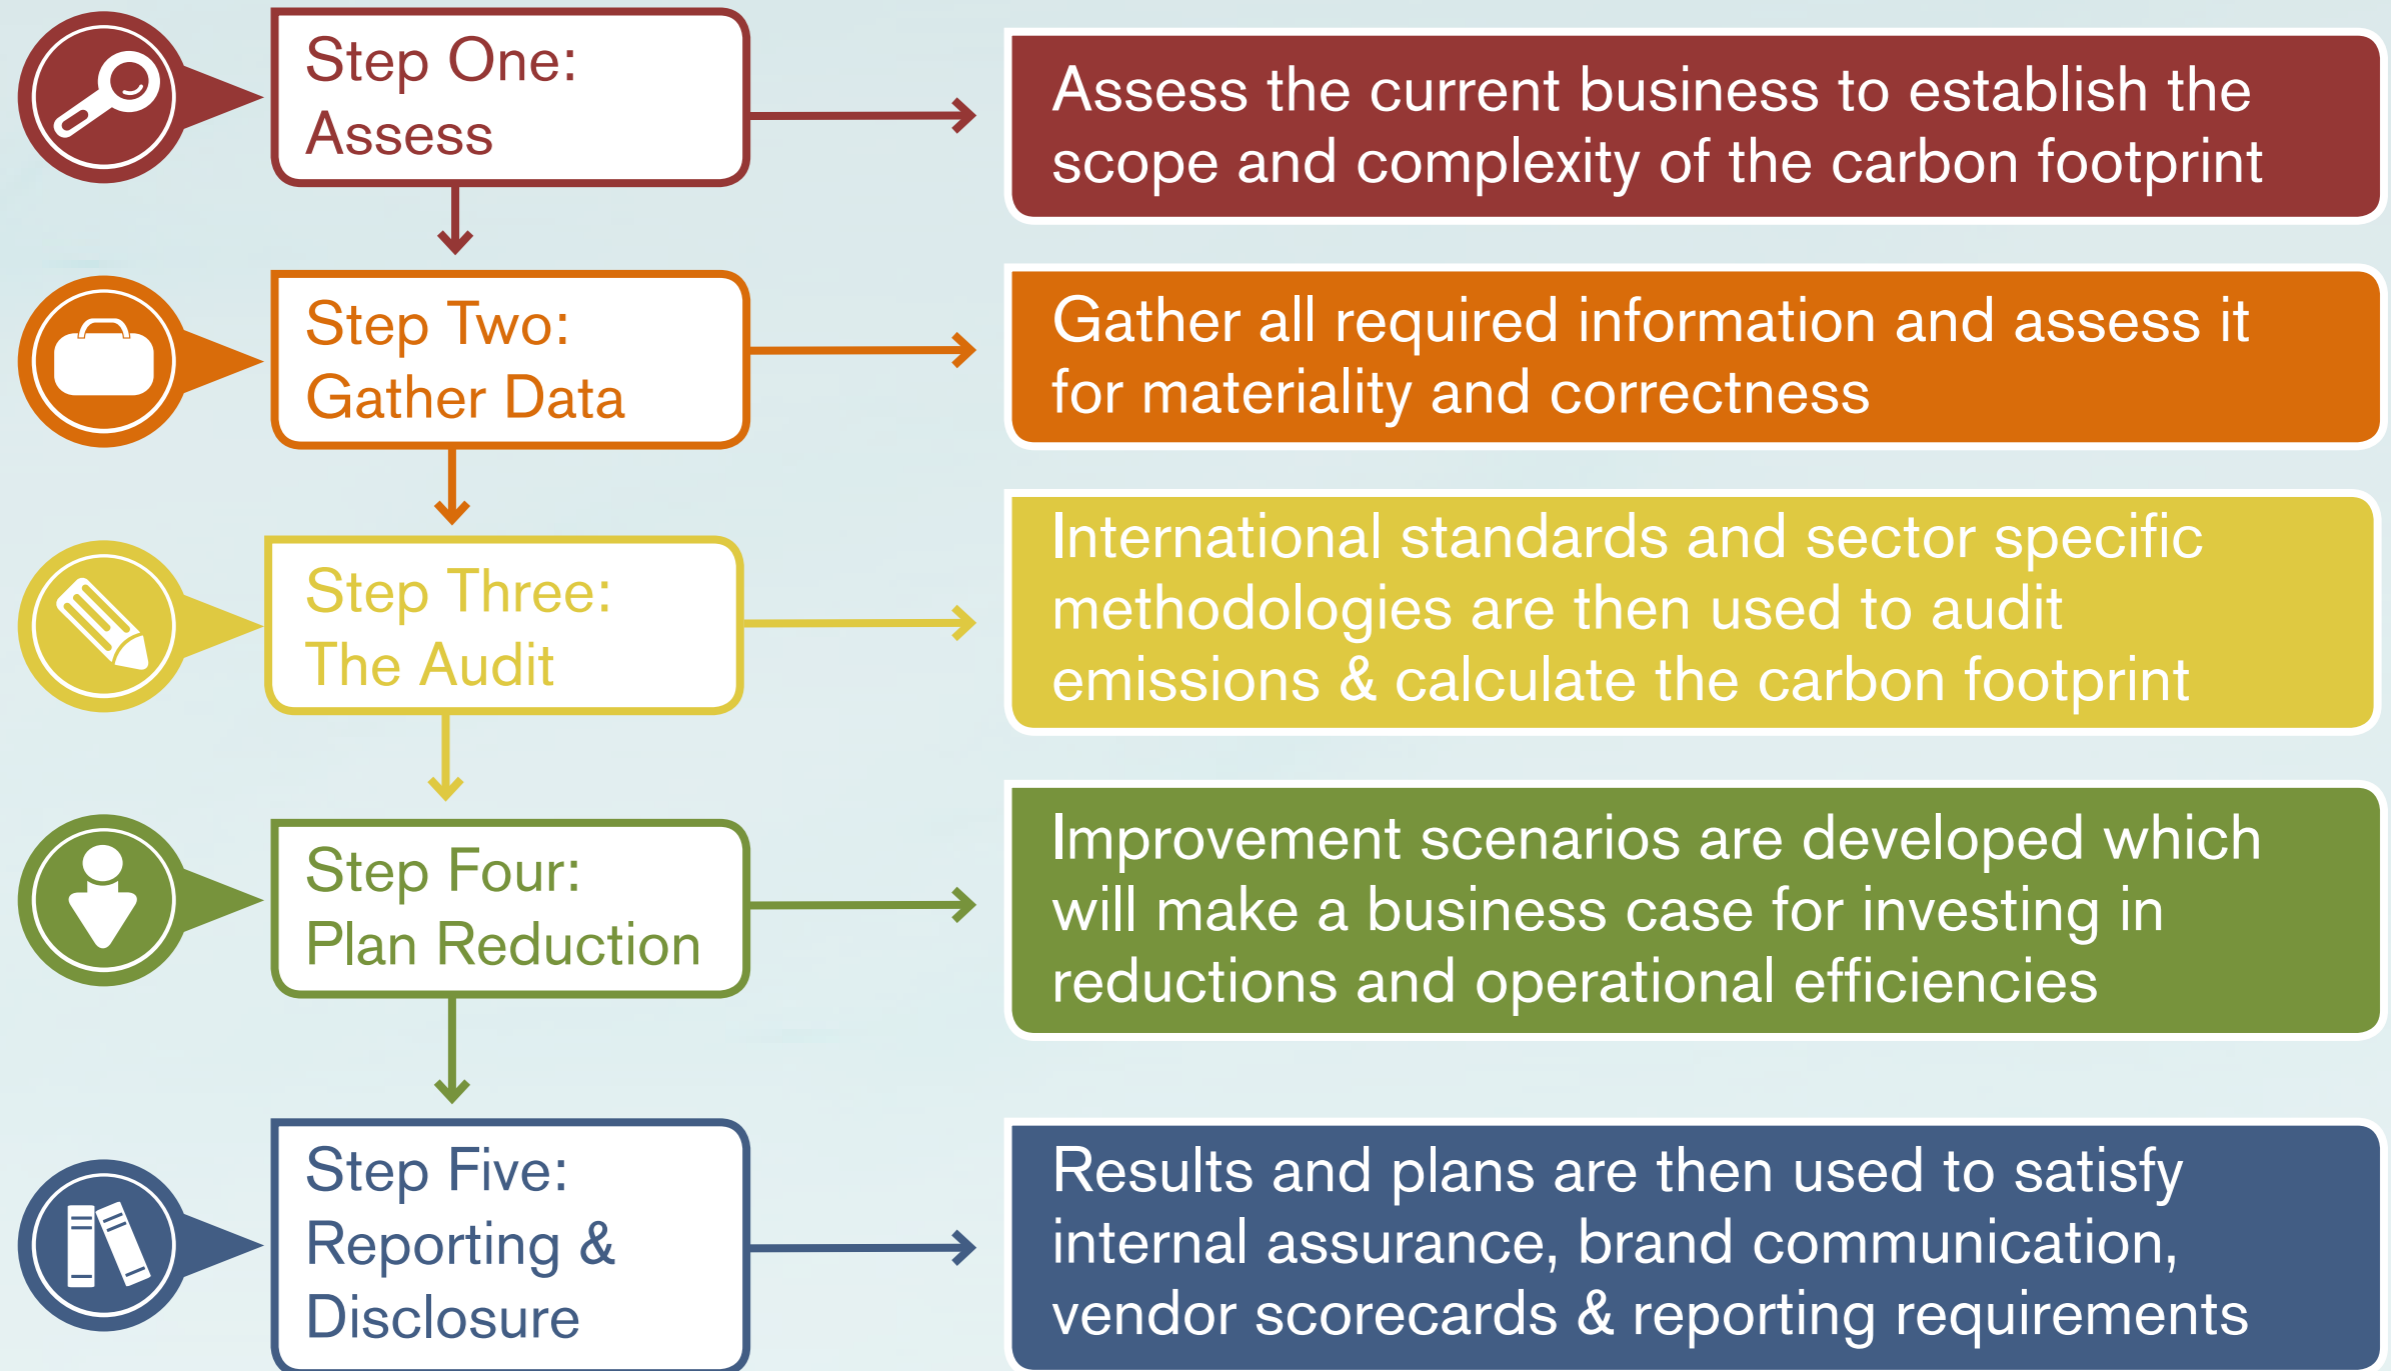 Step One:
Assess
Assess the current business to establish the
scope and complexity of the carbon footprint
Step Two:
Gather Data
Gather all required information and assess it
for materiality and correctness
Step Three:
The Audit
International standards and sector specific
methodologies are then used to audit
emissions & calculate the carbon footprint
Step Four:
Plan Reduction
Improvement scenarios are developed which
will make a business case for investing in
reductions and operational efficiencies
Step Five:
Reporting &
Disclosure
Results and plans are then used to satisfy
internal assurance, brand communication,
vendor scorecards & reporting requirements